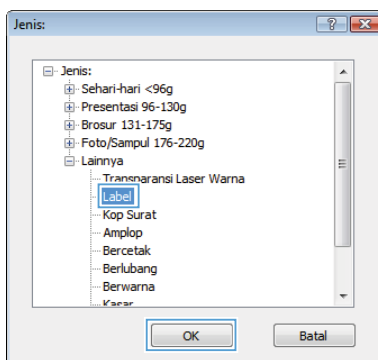 Jenis:
Jenis:
Sehari-hari <96g
Presentasi 96-130g
Brosur 131-175g
Foto/Sampul 176-220g
Lainnya
Transparansi Laser Warna
Label
Kop Surat
Amplop
Bercetak
Berlubang
Berwarna
Kasar
OK
Batal